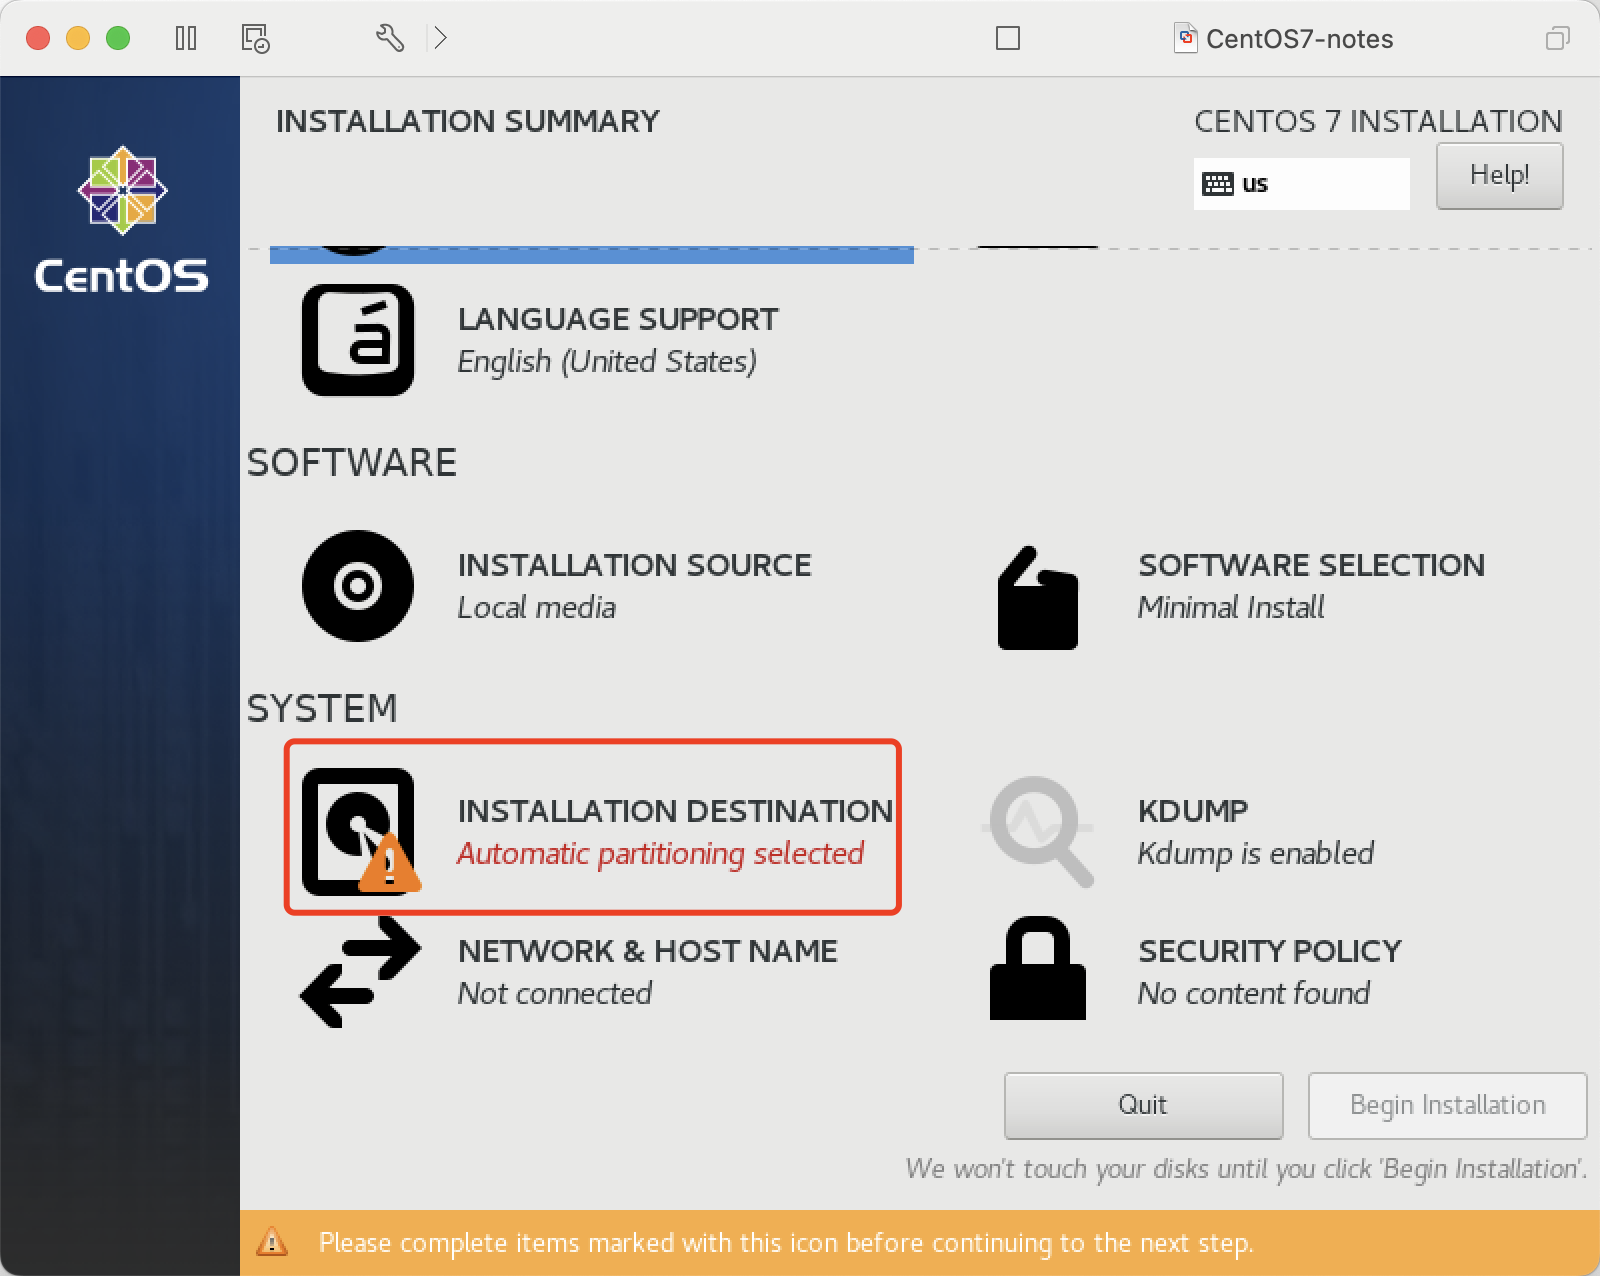 CentOS7-notes
CentOS
INSTALLATION SUMMARY
CENTOS 7 INSTALLATION
us
Help!
LANGUAGE SUPPORT
English (United States)
SOFTWARE
INSTALLATION SOURCE
Local media
SOFTWARE SELECTION
Minimal Install
SYSTEM
INSTALLATION DESTINATION
Automatic partitioning selected
KDUMP
Kdump is enabled
NETWORK & HOST NAME
Not connected
SECURITY POLICY
No content found
Quit
Begin Installation
We won't touch your disks until you click 'Begin Installation'.
Please complete items marked with this icon before continuing to the next step.